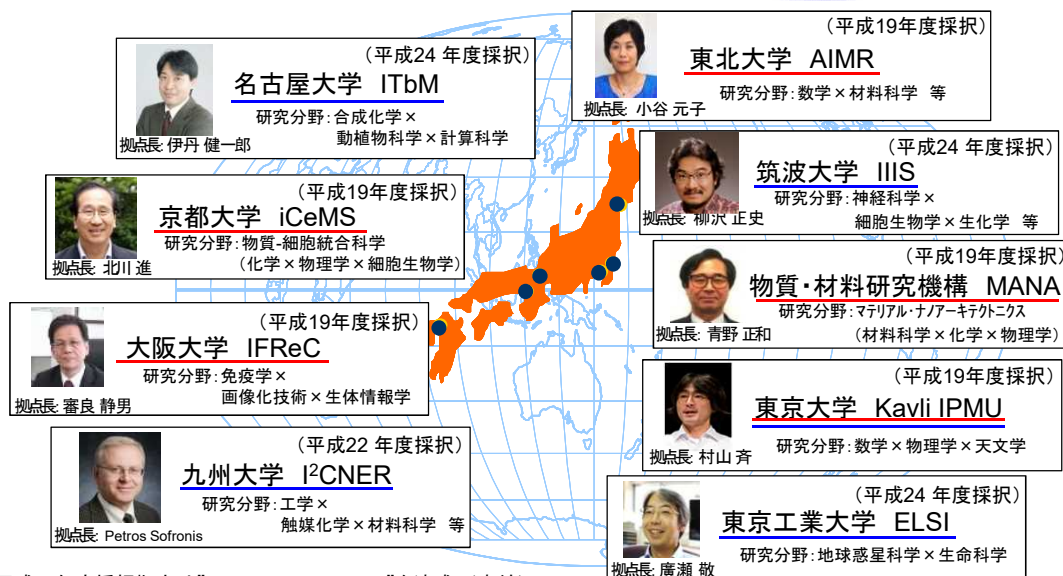 (平成24 年度採択)
名古屋大学 ITbM
研究分野：合成化学×
動植物科学×計算科学
拠点長: 伊丹 健一郎
(平成19年度採択)
京都大学 iCeMS
研究分野：物質-細胞統合科学
(化学×物理学×細胞生物学)
拠点長: 北川 進
(平成19年度採択)
大阪大学 IFReC
研究分野：免疫学×
画像化技術×生体情報学
拠点長: 審良 静男
(平成22 年度採択)
九州大学 I²CNER
研究分野：工学×
触媒化学×材料科学 等
拠点長: Petros Sofronis
(平成19年度採択)
東北大学 AIMR
研究分野：数学×材料科学 等
拠点長: 小谷 元子
(平成24 年度採択)
筑波大学 IIIS
研究分野：神経科学×
細胞生物学×生化学 等
拠点長: 柳沢 正史
(平成19年度採択)
物質・材料研究機構 MANA
研究分野：マテリアル・ナノアーキテクトニクス
(材料科学×化学×物理学)
拠点長: 青野 正和
(平成19年度採択)
東京大学 Kavli IPMU
研究分野：数学×物理学×天文学
拠点長: 村山 斉
(平成24 年度採択)
東京工業大学 ELSI
研究分野：地球惑星科学×生命科学
拠点長: 廣瀬 敬